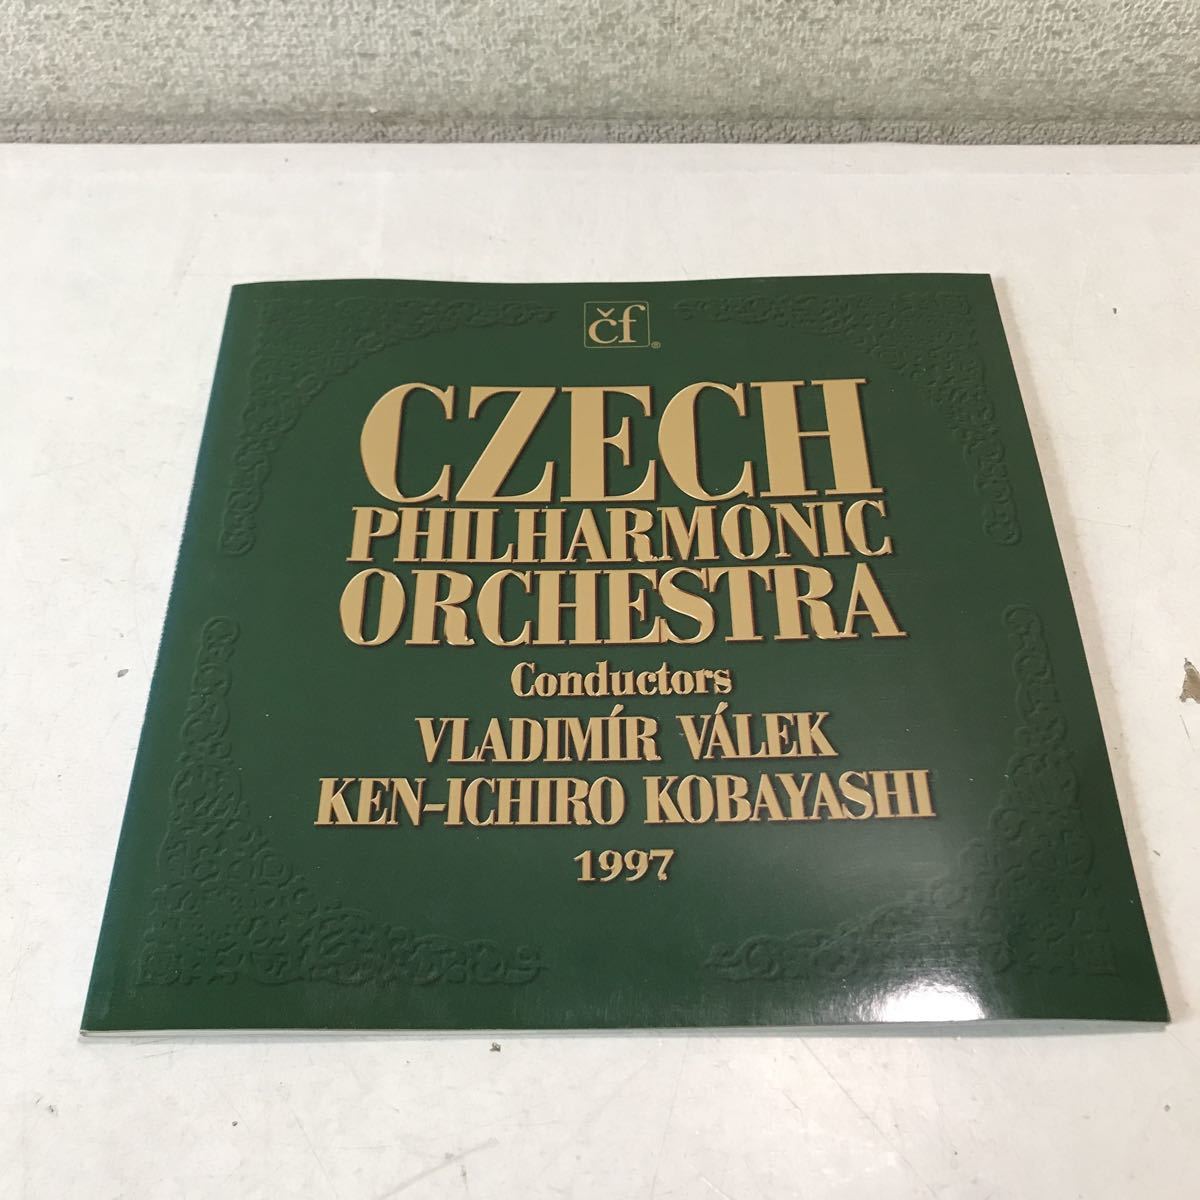 čf®
CZECH
PHILHARMONIC
ORCHESTRA
Conductors
VLADIMÍR VÁLEK
KEN-ICHIRO KOBAYASHI
1997